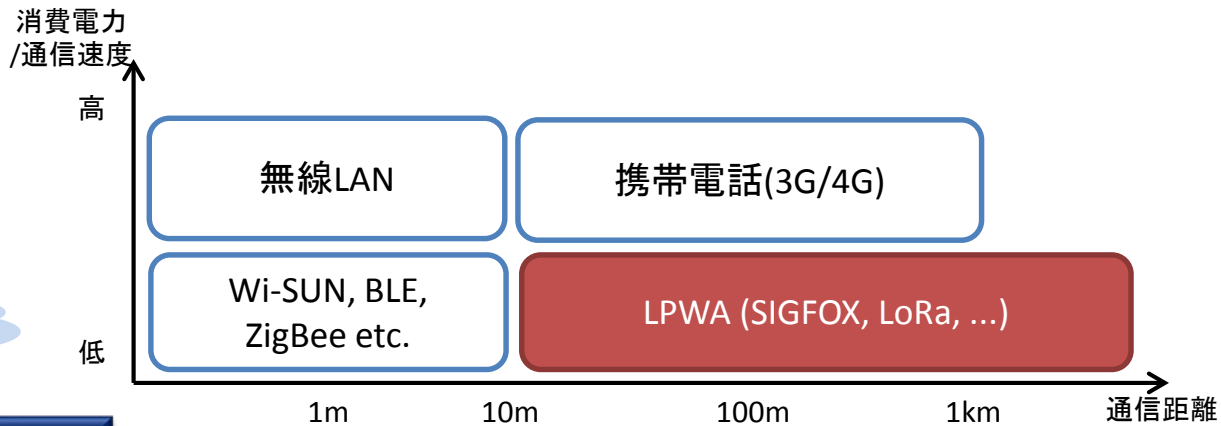 消費電力
/通信速度
高
無線LAN
携帯電話(3G/4G)
Wi-SUN, BLE,
ZigBee etc.
LPWA (SIGFOX, LoRa, ...)
低
1m
10m
100m
1km
通信距離